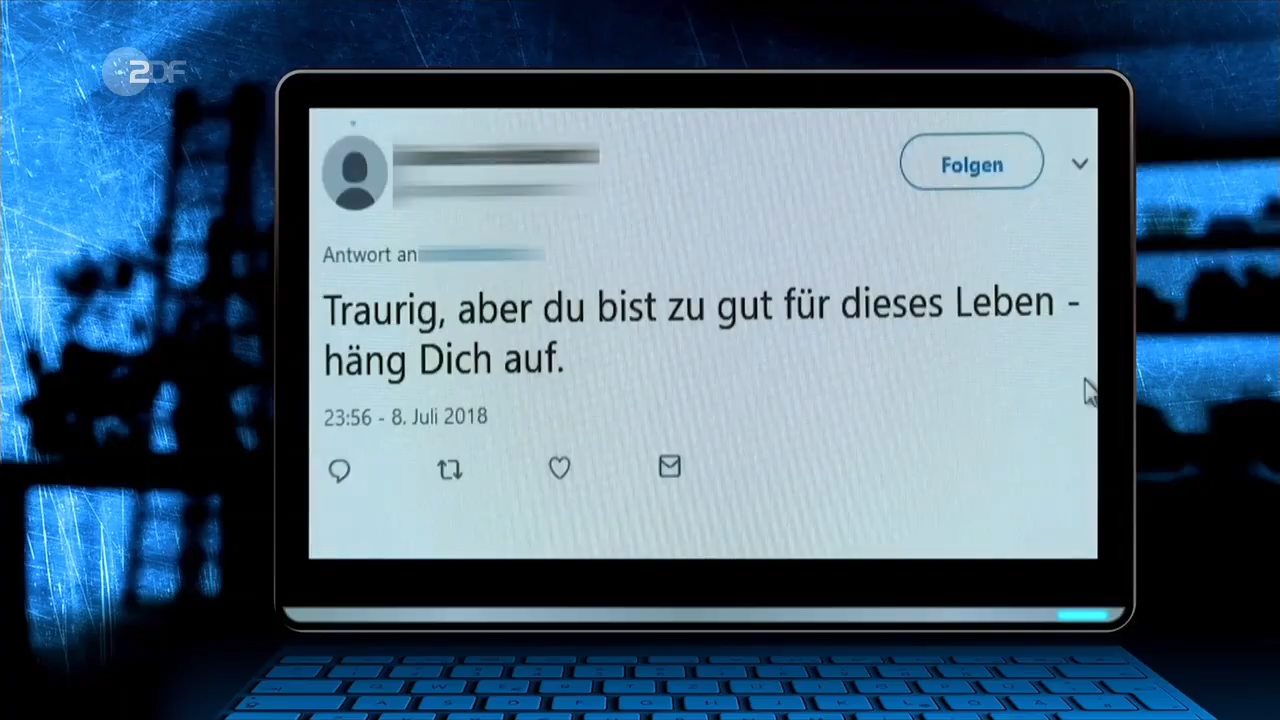 ZDF
Folgen
Antwort an
Traurig, aber du bist zu gut für dieses Leben -
häng Dich auf.
23:56 - 8. Juli 2018